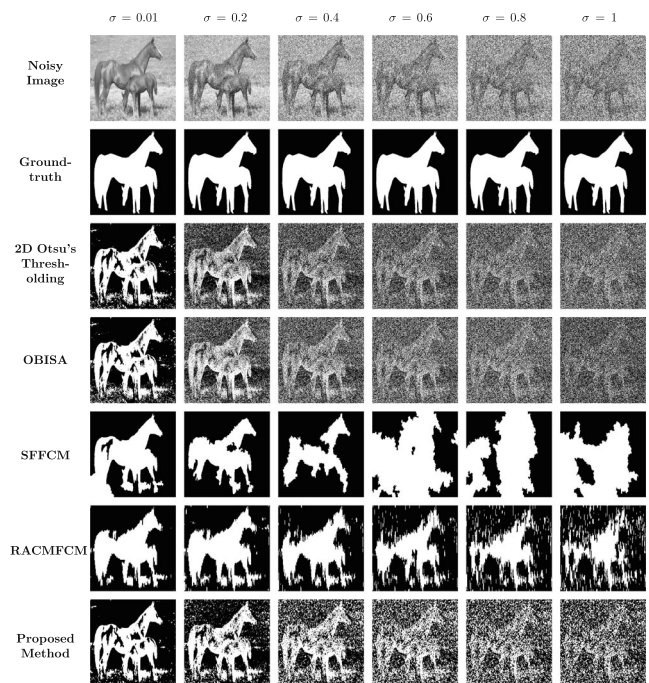 σ = 0.01 σ = 0.2 σ = 0.4 σ = 0.6 σ = 0.8 σ = 1
Noisy
Image
Ground-
truth
2D Otsu's
Thresh-
olding
OBISA
SFFCM
RACMFCM
Proposed
Method